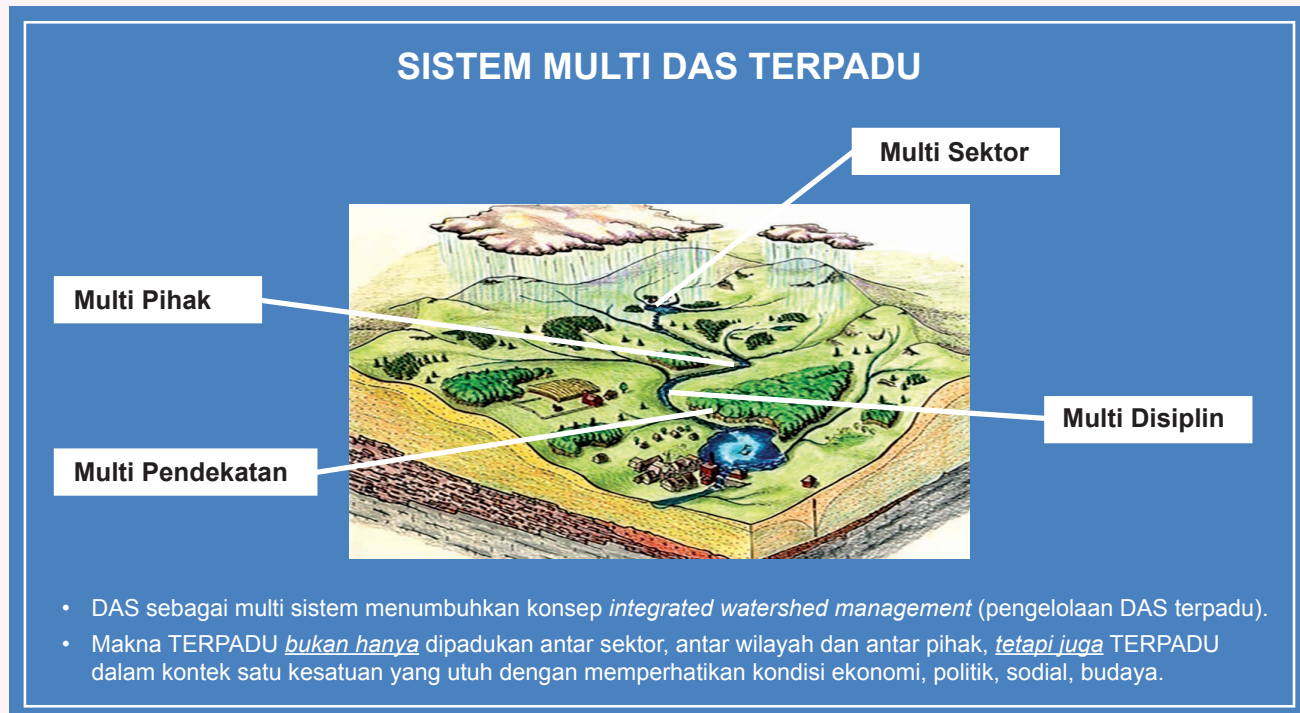 SISTEM MULTI DAS TERPADU
Multi Sektor
Multi Pihak
Multi Disiplin
Multi Pendekatan
• DAS sebagai multi sistem menumbuhkan konsep integrated watershed management (pengelolaan DAS terpadu).
• Makna TERPADU bukan hanya dipadukan antar sektor, antar wilayah dan antar pihak, tetapi juga TERPADU
dalam kontek satu kesatuan yang utuh dengan memperhatikan kondisi ekonomi, politik, sodial, budaya.